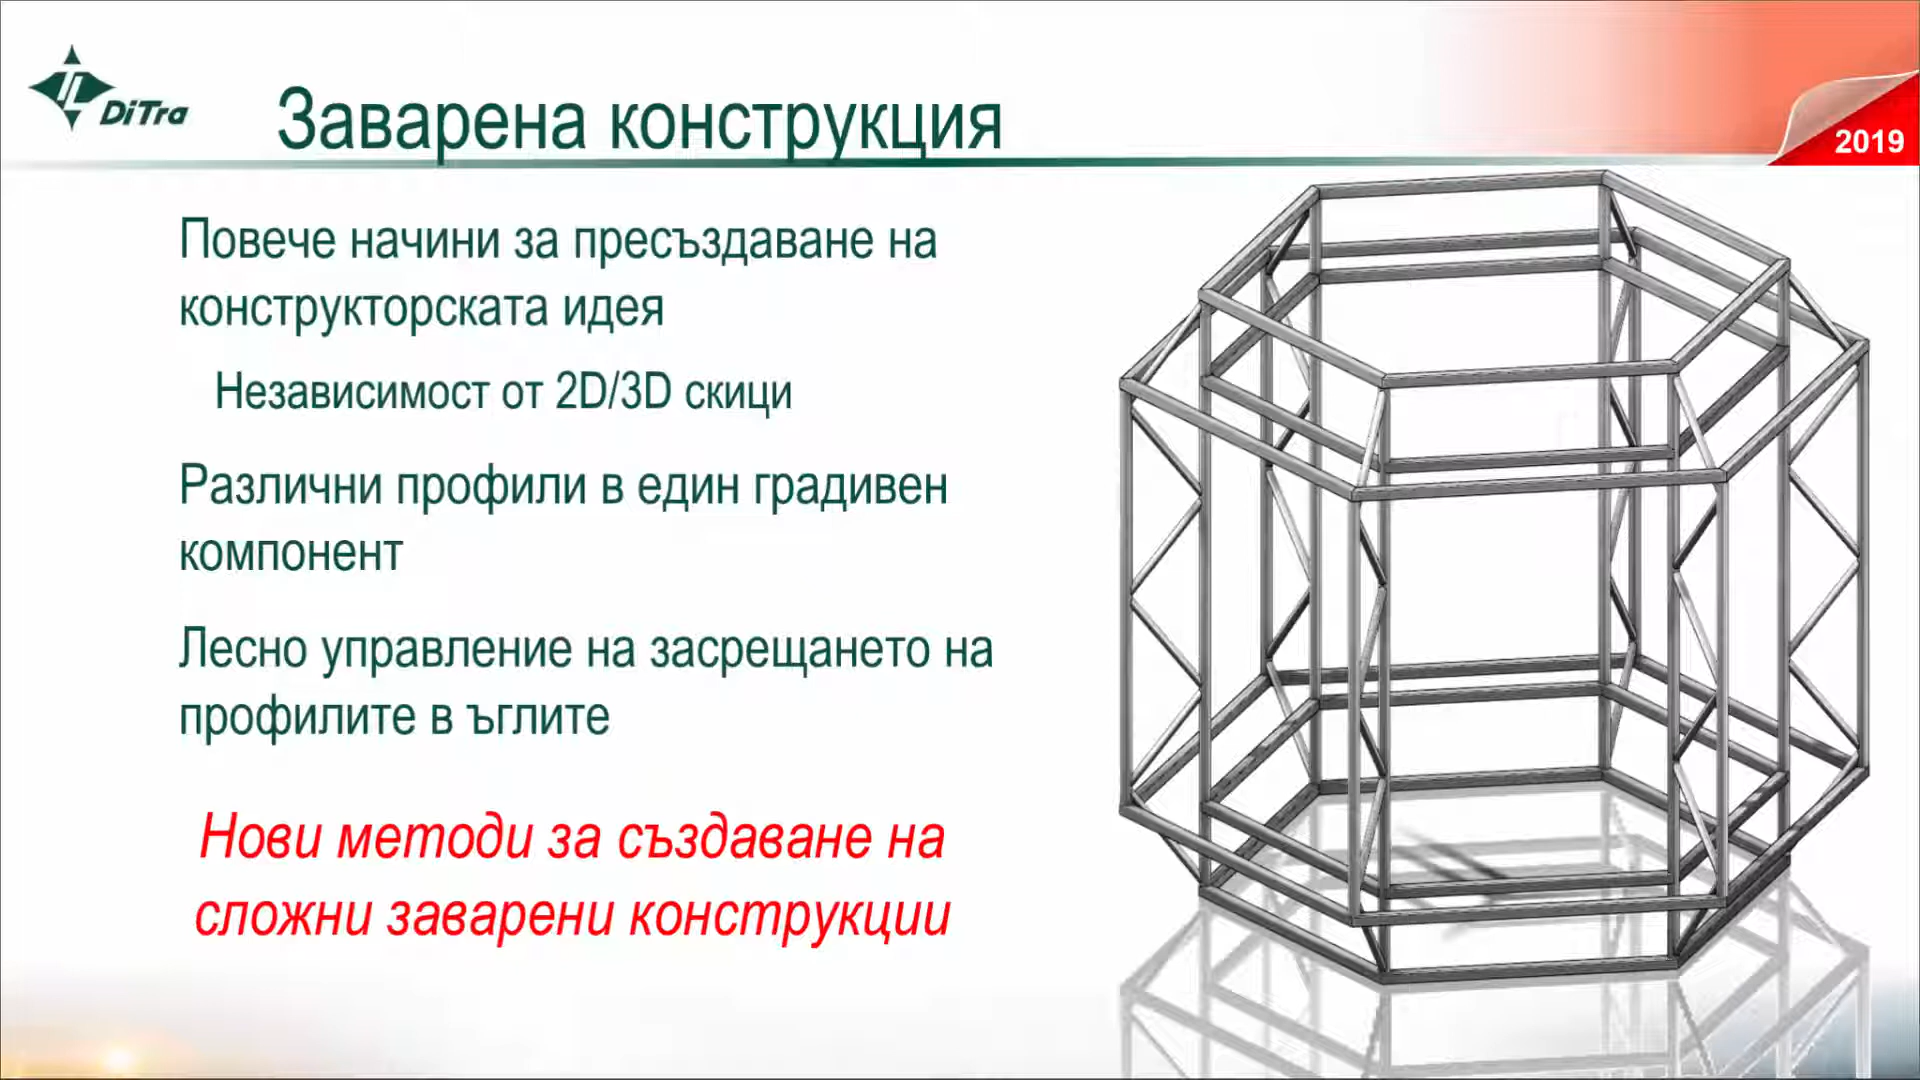 DiTra
Заварена конструкция
2019
Повече начини за пресъздаване на
конструкторската идея
Независимост от 2D/3D скици
Различни профили в един градивен
компонент
Лесно управление на засрещането на
профилите в ъглите
Нови методи за създаване на
сложни заварени конструкции